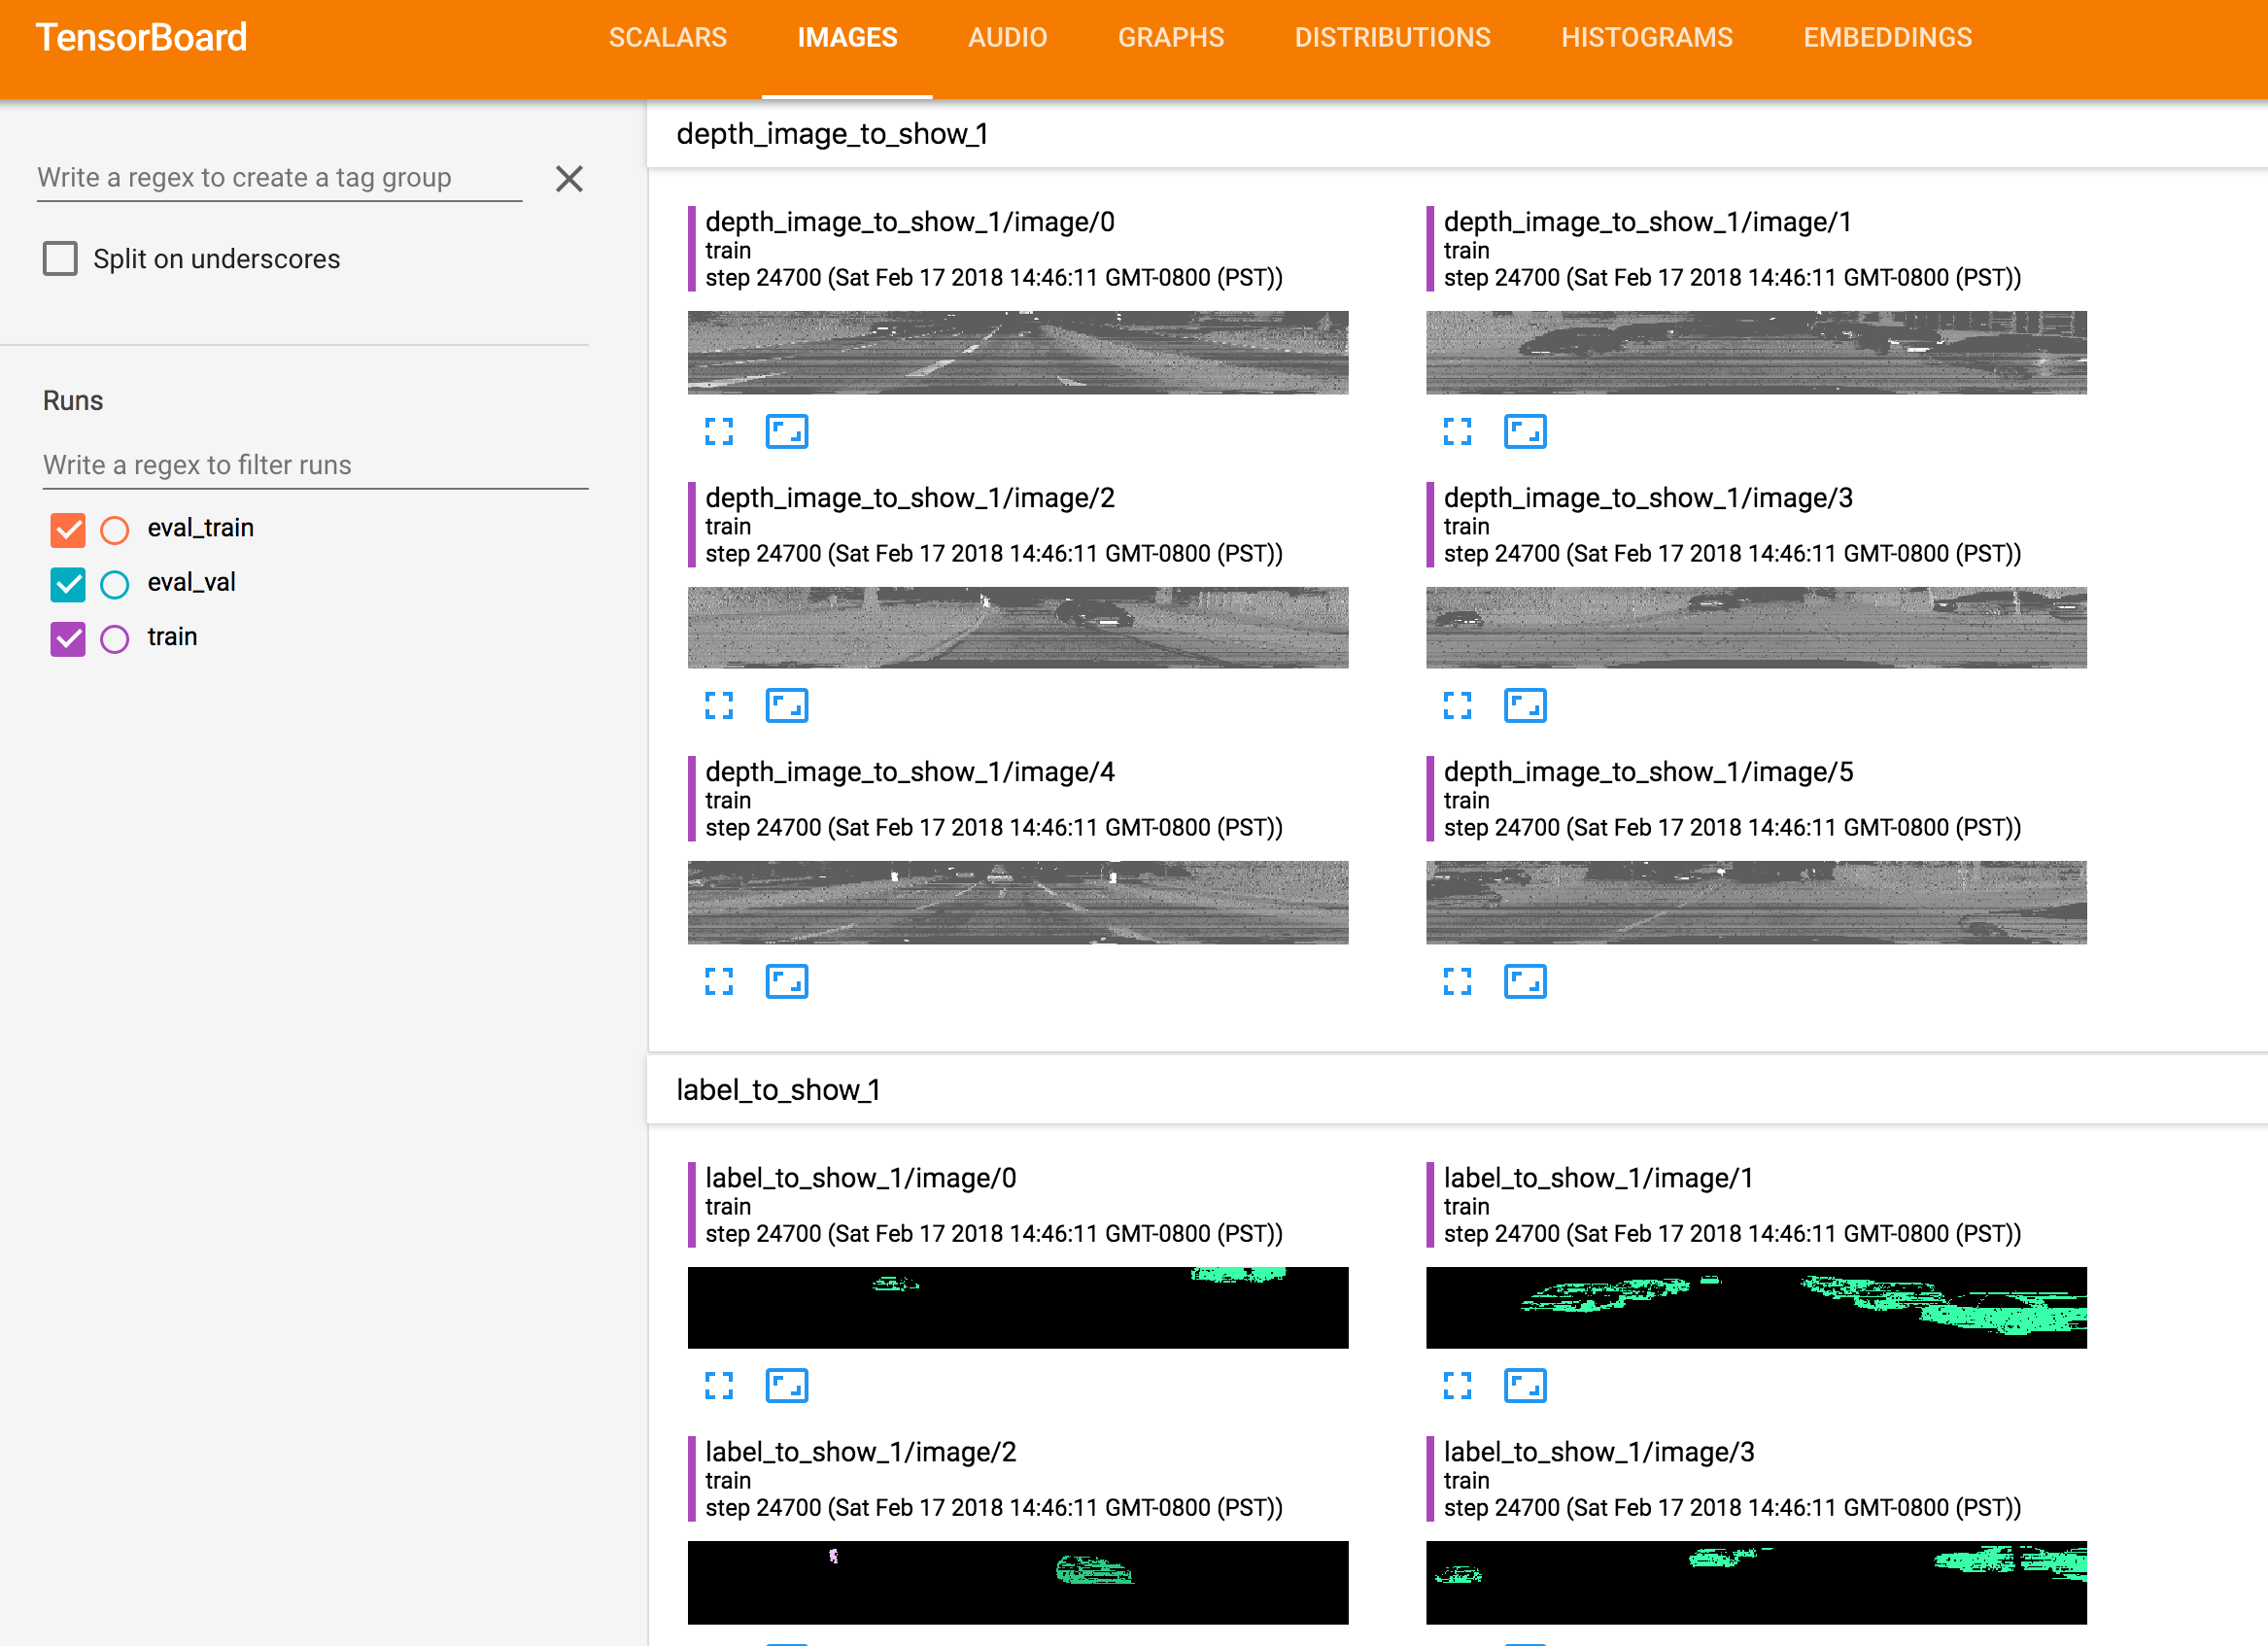 TensorBoard
SCALARS
IMAGES
AUDIO
GRAPHS
DISTRIBUTIONS
HISTOGRAMS
EMBEDDINGS
Write a regex to create a tag group
Split on underscores
Runs
Write a regex to filter runs
eval_train
eval_val
train
depth_image_to_show_1
depth_image_to_show_1/image/0
train
step 24700 (Sat Feb 17 2018 14:46:11 GMT-0800 (PST))
depth_image_to_show_1/image/1
train
step 24700 (Sat Feb 17 2018 14:46:11 GMT-0800 (PST))
depth_image_to_show_1/image/2
train
step 24700 (Sat Feb 17 2018 14:46:11 GMT-0800 (PST))
depth_image_to_show_1/image/3
train
step 24700 (Sat Feb 17 2018 14:46:11 GMT-0800 (PST))
depth_image_to_show_1/image/4
train
step 24700 (Sat Feb 17 2018 14:46:11 GMT-0800 (PST))
depth_image_to_show_1/image/5
train
step 24700 (Sat Feb 17 2018 14:46:11 GMT-0800 (PST))
label_to_show_1
label_to_show_1/image/0
train
step 24700 (Sat Feb 17 2018 14:46:11 GMT-0800 (PST))
label_to_show_1/image/1
train
step 24700 (Sat Feb 17 2018 14:46:11 GMT-0800 (PST))
label_to_show_1/image/2
train
step 24700 (Sat Feb 17 2018 14:46:11 GMT-0800 (PST))
label_to_show_1/image/3
train
step 24700 (Sat Feb 17 2018 14:46:11 GMT-0800 (PST))